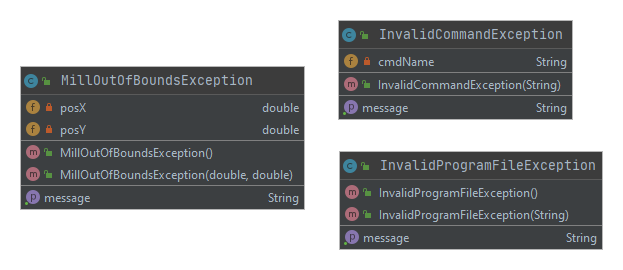 MillOutOfBoundsException
posX double
posY double
MillOutOfBoundsException()
MillOutOfBoundsException(double, double)
message String
InvalidCommandException
cmdName String
InvalidCommandException(String)
message String
InvalidProgramFileException
InvalidProgramFileException()
InvalidProgramFileException(String)
message String